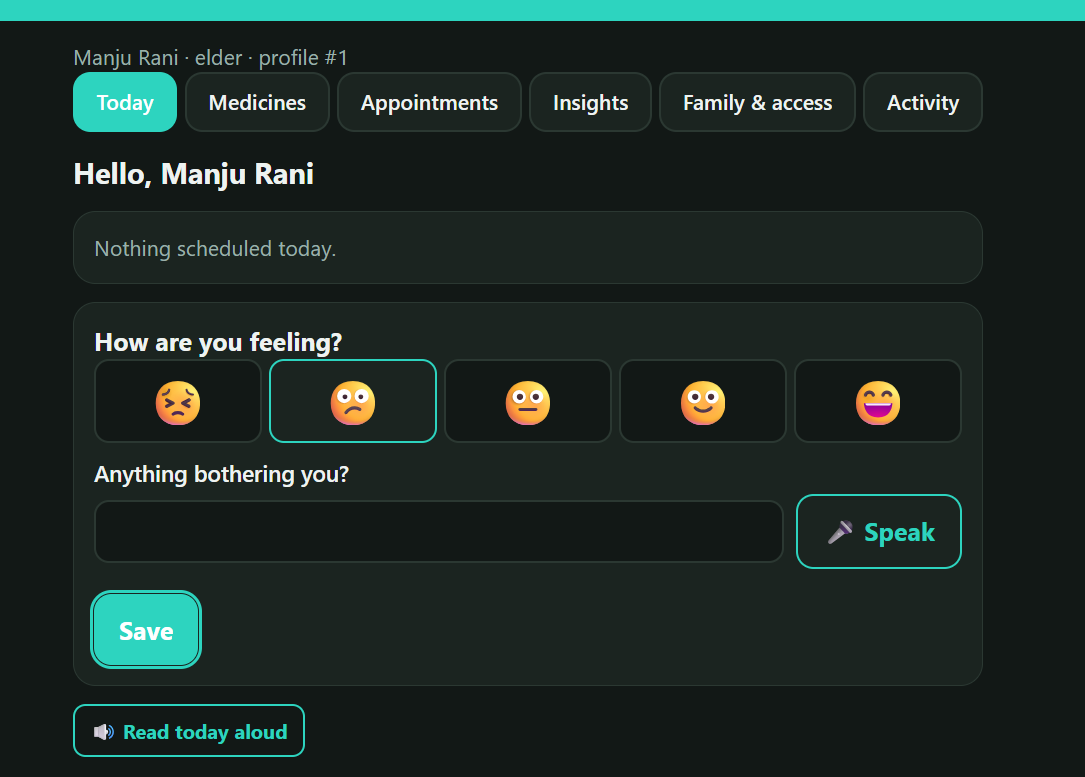 Manju Rani · elder · profile #1
Today Medicines Appointments Insights Family & access Activity
Hello, Manju Rani
Nothing scheduled today.
How are you feeling?
Anything bothering you?
Speak
Save
Read today aloud